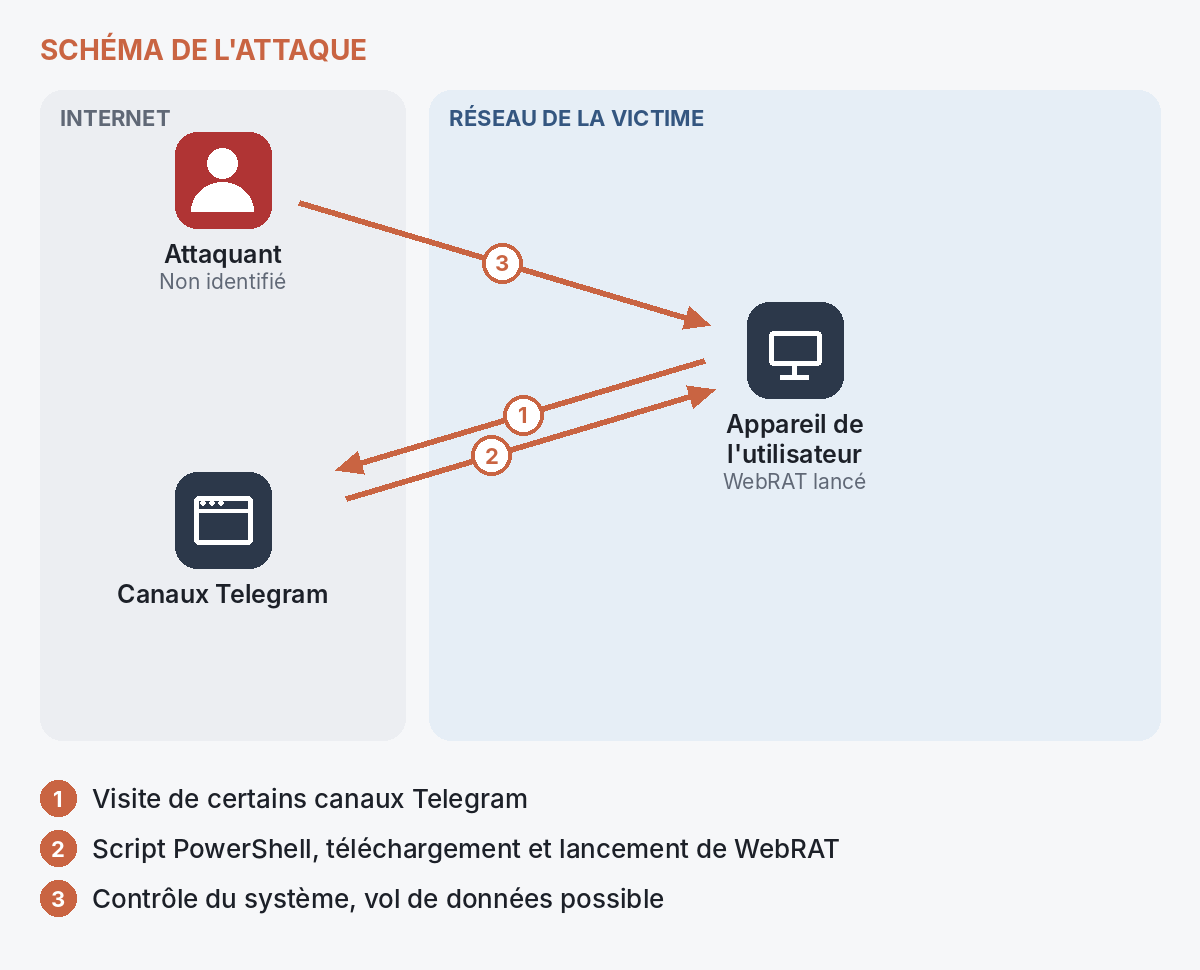 SCHÉMA DE L'ATTAQUE
INTERNET
RÉSEAU DE LA VICTIME
Attaquant
Non identifié
3
1
2
Appareil de
l'utilisateur
WebRAT lancé
Canaux Telegram
1 Visite de certains canaux Telegram
2 Script PowerShell, téléchargement et lancement de WebRAT
3 Contrôle du système, vol de données possible